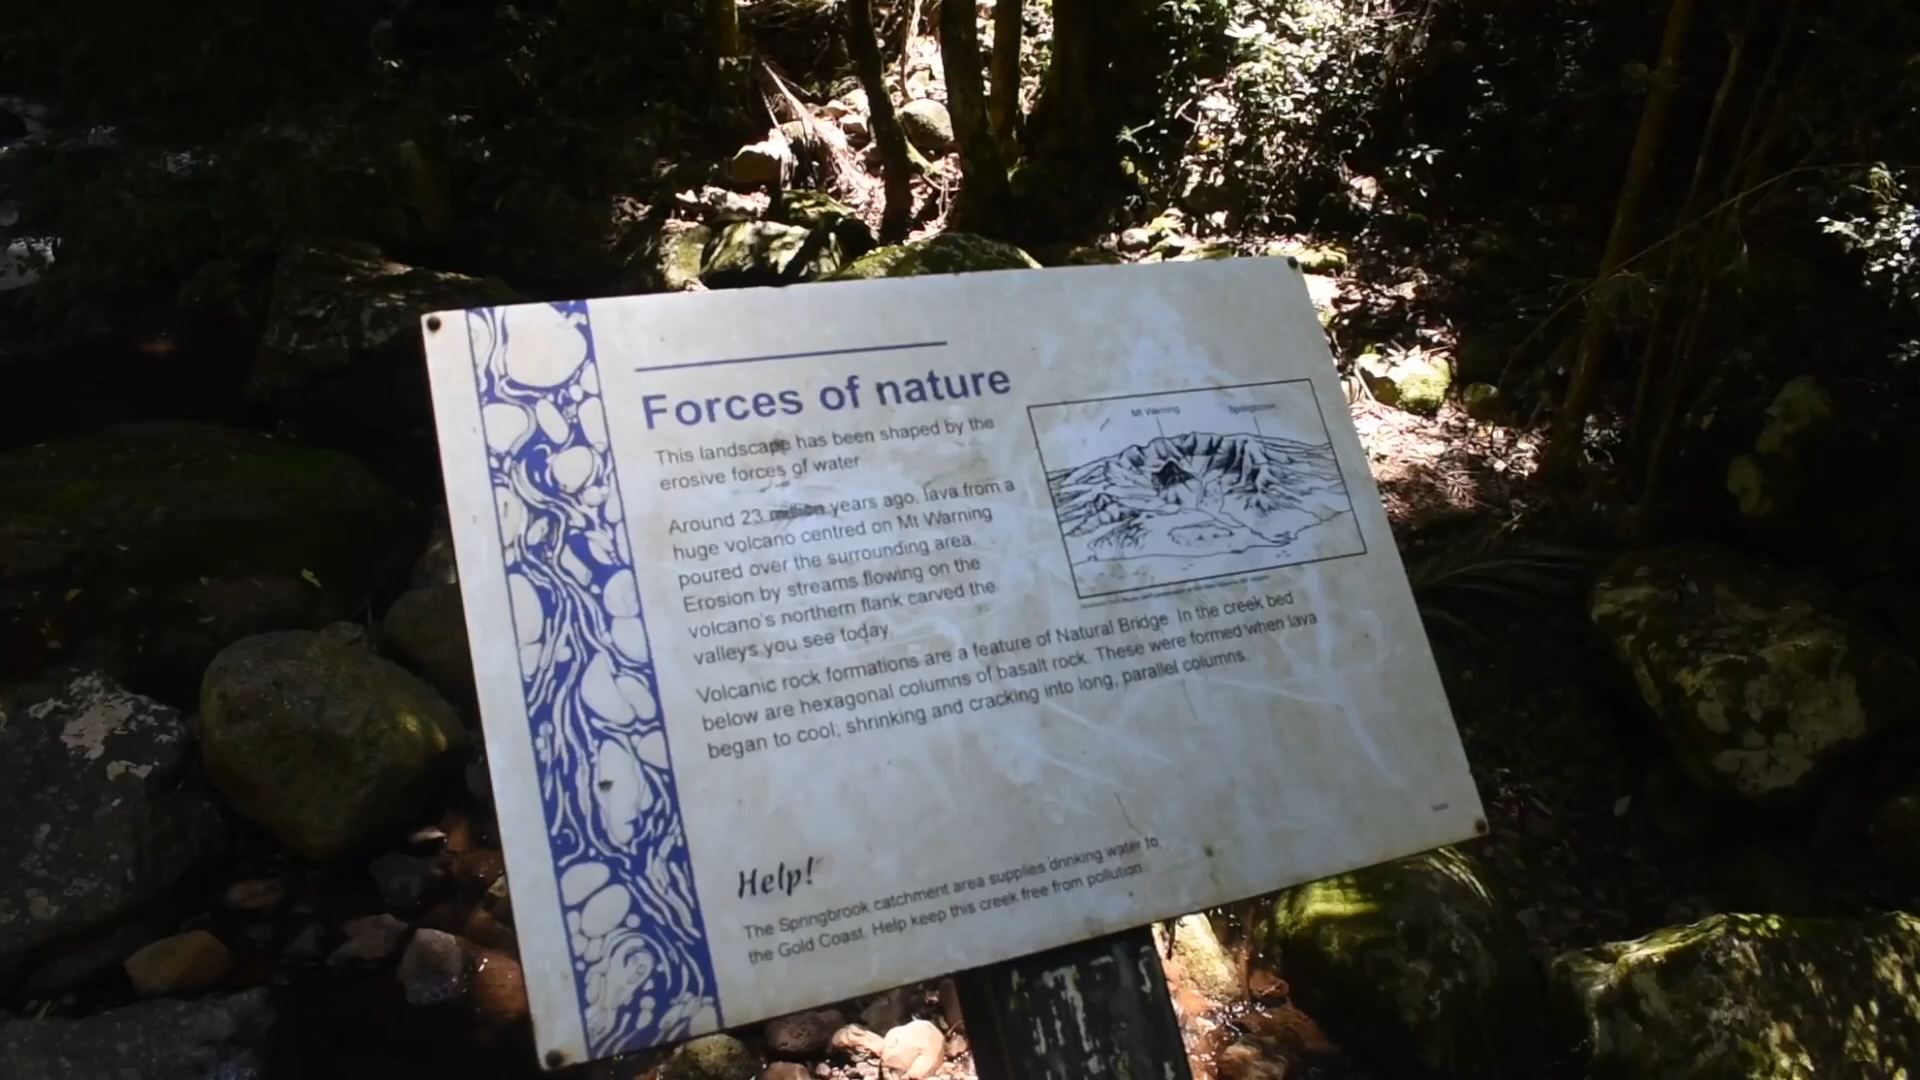 Forces of nature
This landscape has been shaped by the
erosive forces of water
Around 23 million years ago, lava from a
huge volcano centred on Mt Warning
poured over the surrounding area.
Erosion by streams flowing on the
volcano's northern flank carved the
valleys you see today
Mt Warning
Springbrook
Volcanic rock formations are a feature of Natural Bridge. In the creek bed
below are hexagonal columns of basalt rock. These were formed when lava
began to cool; shrinking and cracking into long, parallel columns.
Help!
The Springbrook catchment area supplies drinking water to
the Gold Coast. Help keep this creek free from pollution.